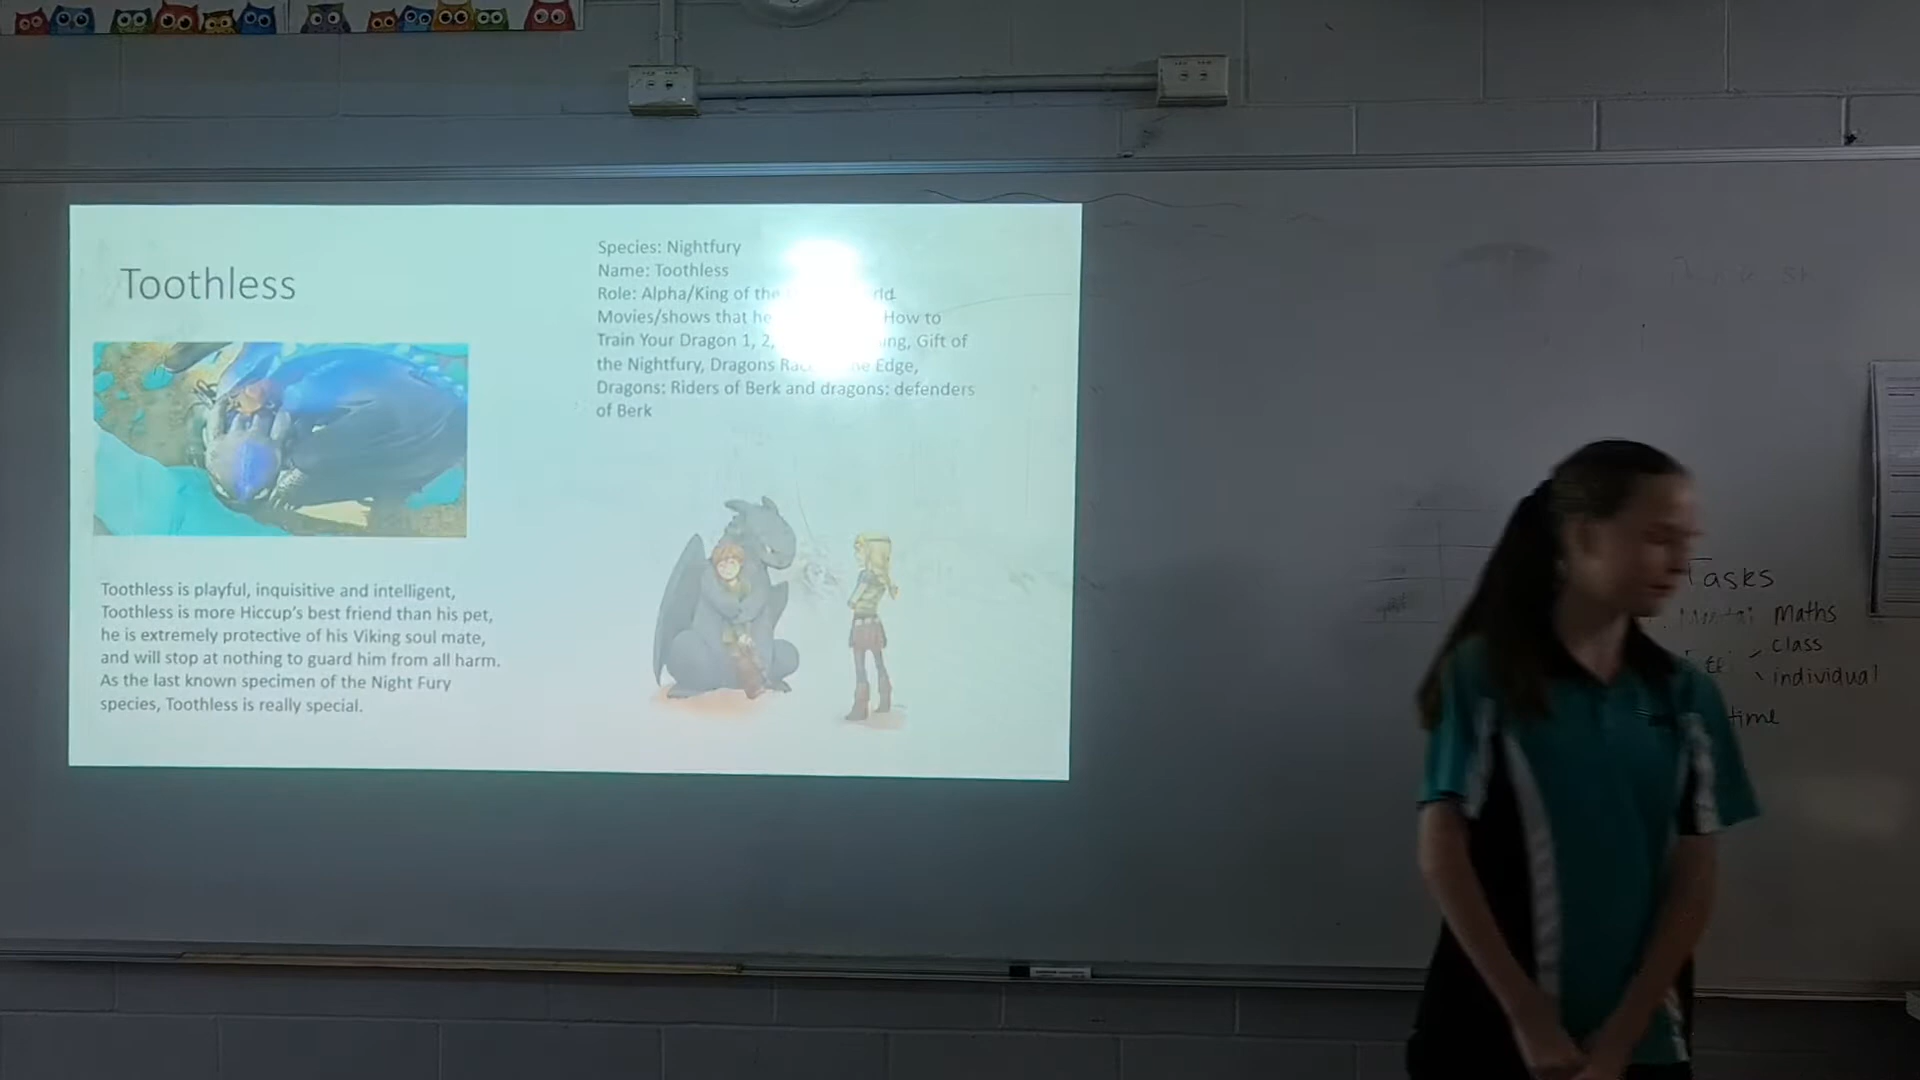 Toothless
Species: Nightfury
Name: Toothless
Role: Alpha/King of the
Movies/shows that he How to
Train Your Dragon 1, 2, Gift of
the Nightfury, Dragons Edge,
Dragons: Riders of Berk and dragons: defenders
of Berk
Toothless is playful, inquisitive and intelligent,
Toothless is more Hiccup's best friend than his pet,
he is extremely protective of his Viking soul mate,
and will stop at nothing to guard him from all harm.
As the last known specimen of the Night Fury
species, Toothless is really special.
Tasks
Maths
class
individual
time